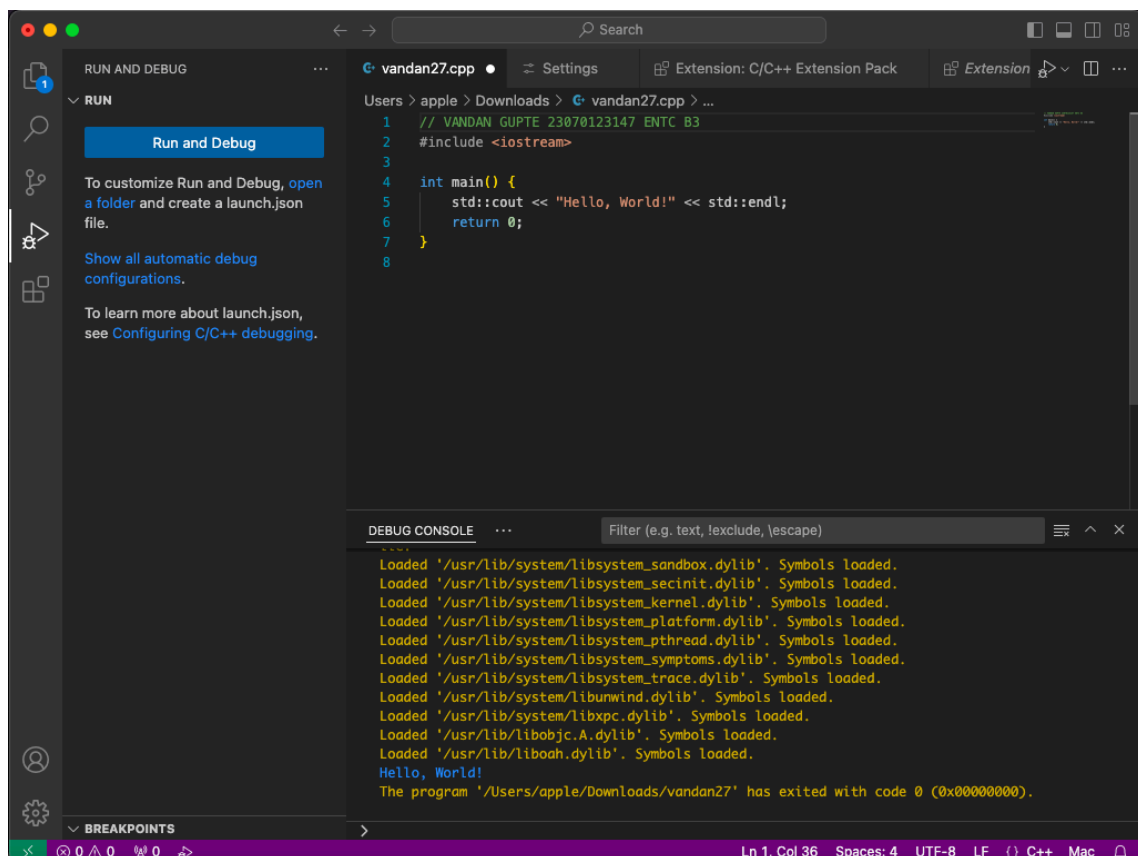 Search
RUN AND DEBUG ...
RUN
Run and Debug
To customize Run and Debug, open
a folder and create a launch.json
file.
Show all automatic debug
configurations.
To learn more about launch.json,
see Configuring C/C++ debugging.
BREAKPOINTS
1
vandan27.cpp
Settings
Extension: C/C++ Extension Pack
Extension
Users > apple > Downloads > vandan27.cpp > ...
1 // VANDAN GUPTE 23070123147 ENTC B3
2 #include <iostream>
3
4 int main() {
5 std::cout << "Hello, World!" << std::endl;
6 return 0;
7 }
8
DEBUG CONSOLE ...
Filter (e.g. text, !exclude, \escape)
Loaded '/usr/lib/system/libsystem_sandbox.dylib'. Symbols loaded.
Loaded '/usr/lib/system/libsystem_secinit.dylib'. Symbols loaded.
Loaded '/usr/lib/system/libsystem_kernel.dylib'. Symbols loaded.
Loaded '/usr/lib/system/libsystem_platform.dylib'. Symbols loaded.
Loaded '/usr/lib/system/libsystem_pthread.dylib'. Symbols loaded.
Loaded '/usr/lib/system/libsystem_symptoms.dylib'. Symbols loaded.
Loaded '/usr/lib/system/libsystem_trace.dylib'. Symbols loaded.
Loaded '/usr/lib/system/libunwind.dylib'. Symbols loaded.
Loaded '/usr/lib/system/libxpc.dylib'. Symbols loaded.
Loaded '/usr/lib/libobjc.A.dylib'. Symbols loaded.
Loaded '/usr/lib/liboah.dylib'. Symbols loaded.
Hello, World!
The program '/Users/apple/Downloads/vandan27' has exited with code 0 (0x00000000).
>
0 0 0 Ln 1, Col 36 Spaces: 4 UTF-8 LF {} C++ Mac